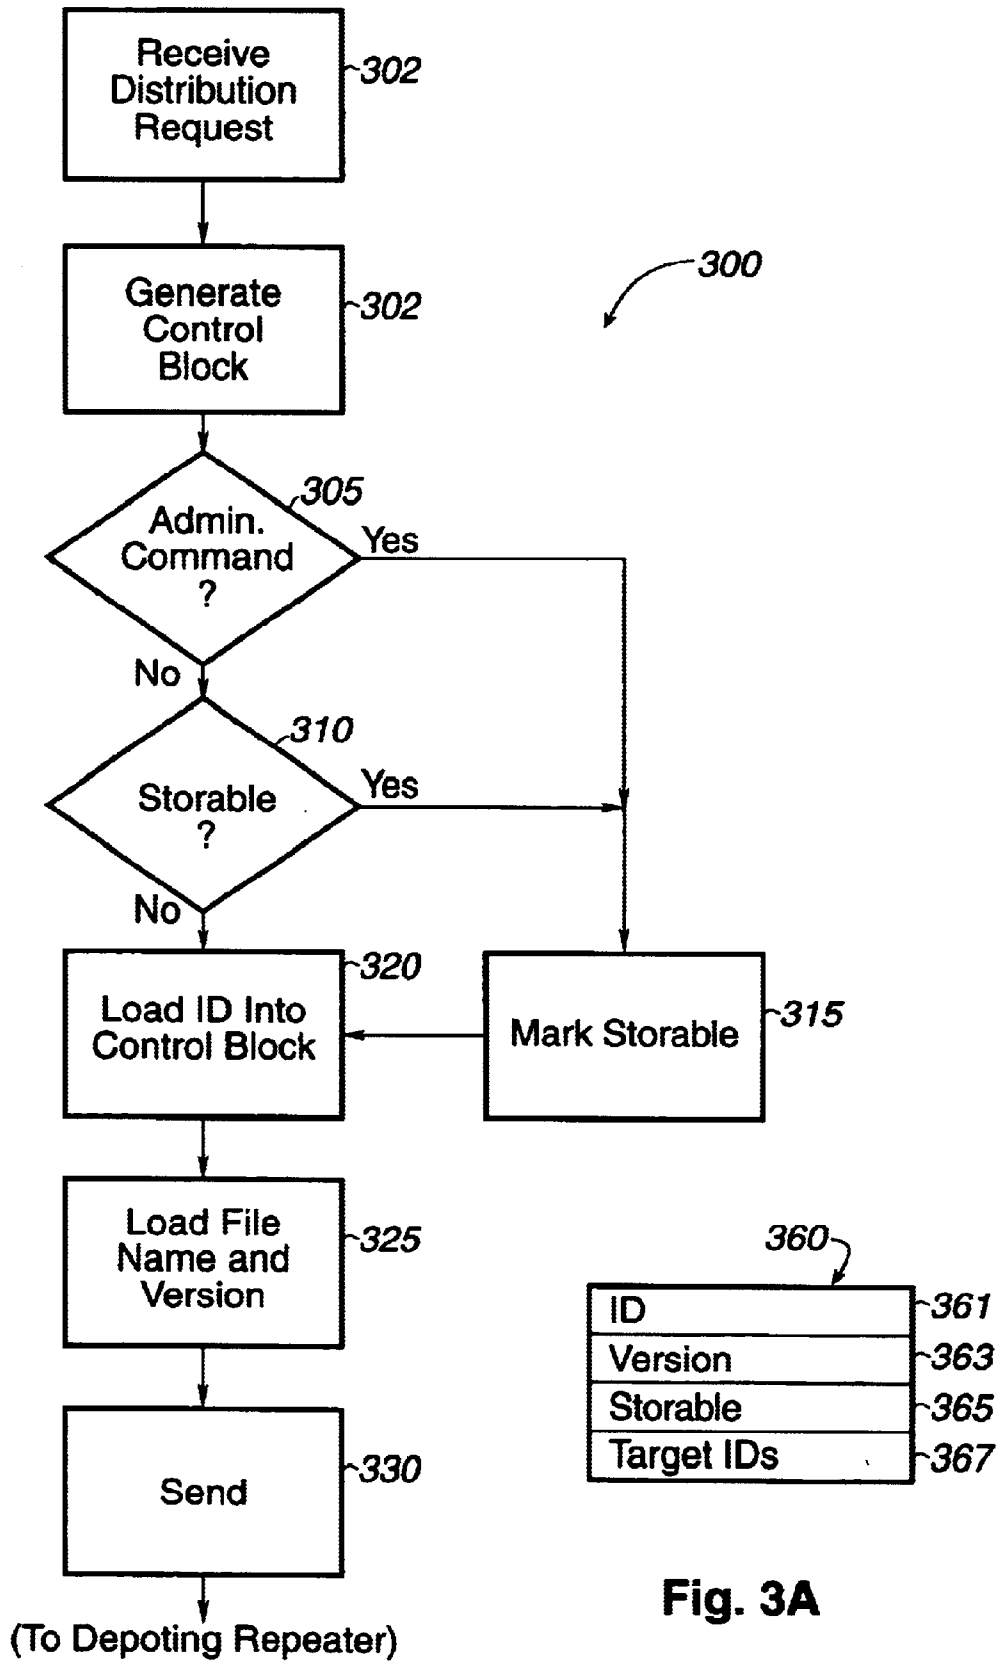 Receive
Distribution
Request
302
Generate
Control
Block
302
300
305
Admin.
Command
?
Yes
No
310
Storable
?
Yes
No
320
Load ID Into
Control Block
Mark Storable
315
Load File
Name and
Version
325
360
ID
361
Version
363
Storable
365
Target IDs
367
Send
330
Fig. 3A
(To Depoting Repeater)